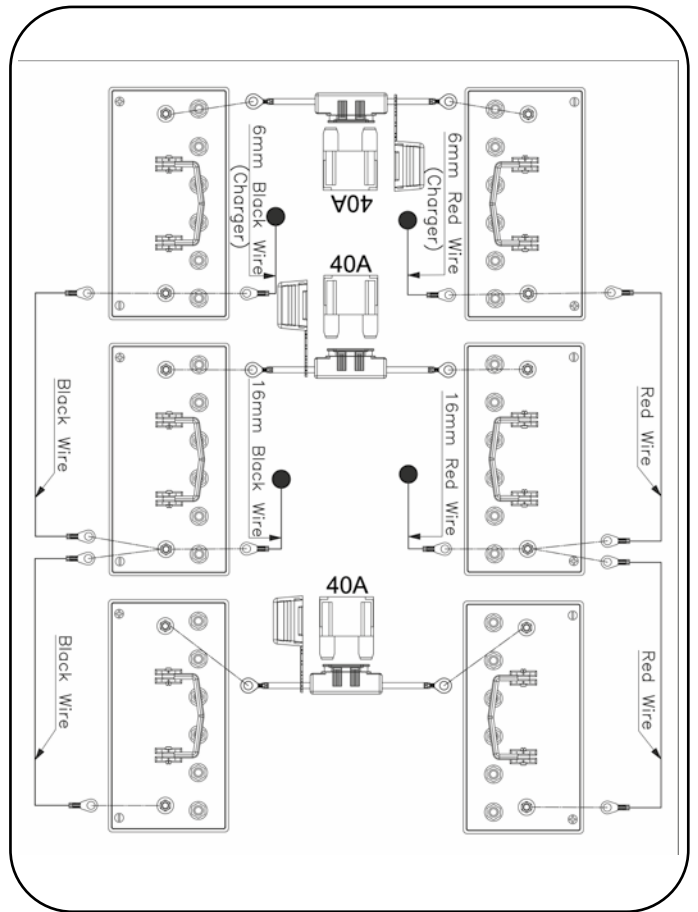 40A
6mm Black Wire
(Charger)
6mm Red Wire
(Charger)
40A
Black Wire
16mm Black Wire
16mm Red Wire
Red Wire
40A
Black Wire
Red Wire